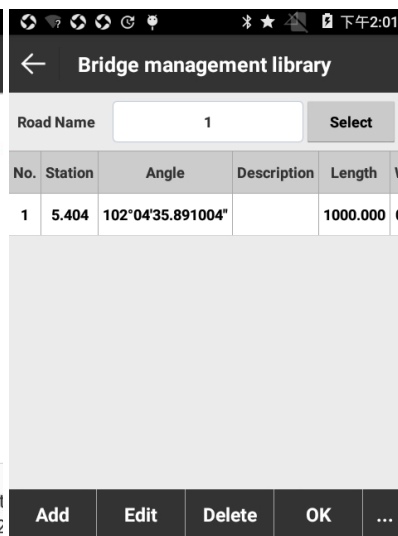 下午2:01
Bridge management library
Road Name 1 Select
No. Station Angle Description Length
1 5.404 102°04'35.891004" 1000.000
Add Edit Delete OK ...